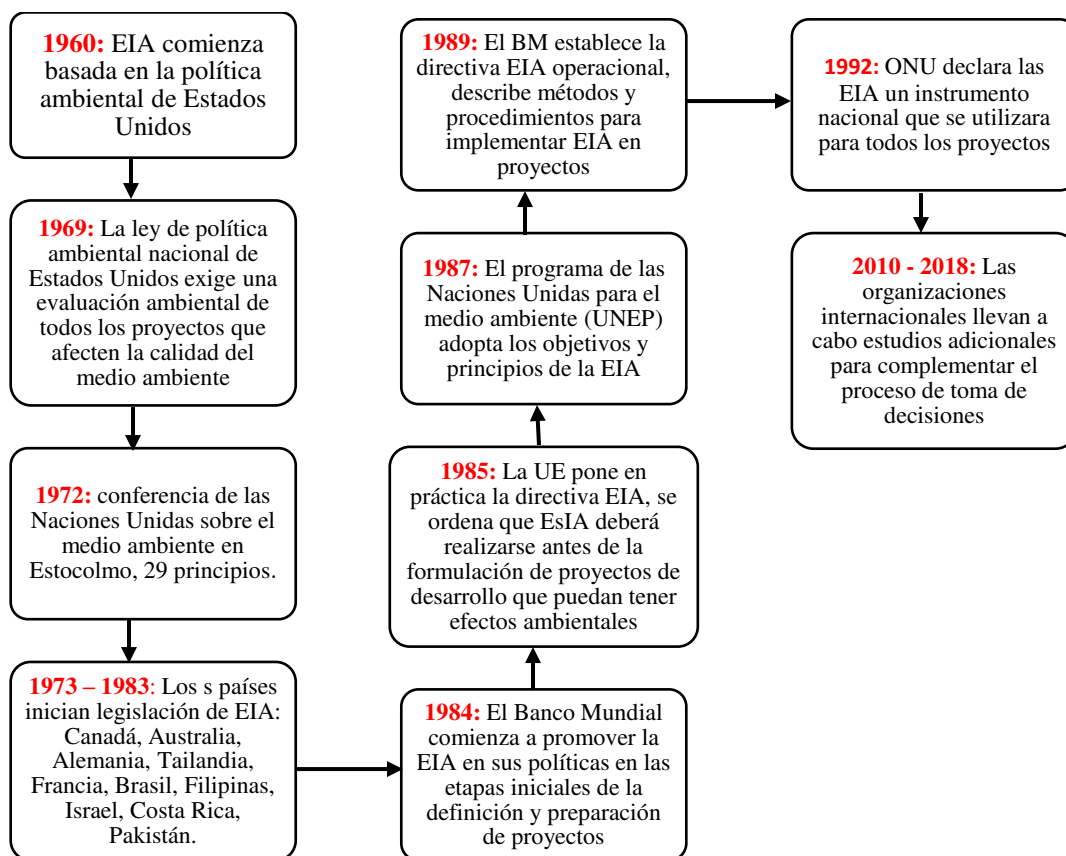 1960: EIA comienza
basada en la política
ambiental de Estados
Unidos
1969: La ley de política
ambiental nacional de
Estados Unidos exige una
evaluación ambiental de
todos los proyectos que
afecten la calidad del
medio ambiente
1972: conferencia de las
Naciones Unidas sobre el
medio ambiente en
Estocolmo, 29 principios.
1973 – 1983: Los s países
inician legislación de EIA:
Canadá, Australia,
Alemania, Tailandia,
Francia, Brasil, Filipinas,
Israel, Costa Rica,
Pakistán.
1984: El Banco Mundial
comienza a promover la
EIA en sus políticas en las
etapas iniciales de la
definición y preparación
de proyectos
1985: La UE pone en
práctica la directiva EIA, se
ordena que EsIA deberá
realizarse antes de la
formulación de proyectos de
desarrollo que puedan tener
efectos ambientales
1987: El programa de las
Naciones Unidas para el
medio ambiente (UNEP)
adopta los objetivos y
principios de la EIA
1989: El BM establece la
directiva EIA operacional,
describe métodos y
procedimientos para
implementar EIA en
proyectos
1992: ONU declara las
EIA un instrumento
nacional que se utilizara
para todos los proyectos
2010 - 2018: Las
organizaciones
internacionales llevan a
cabo estudios adicionales
para complementar el
proceso de toma de
decisiones